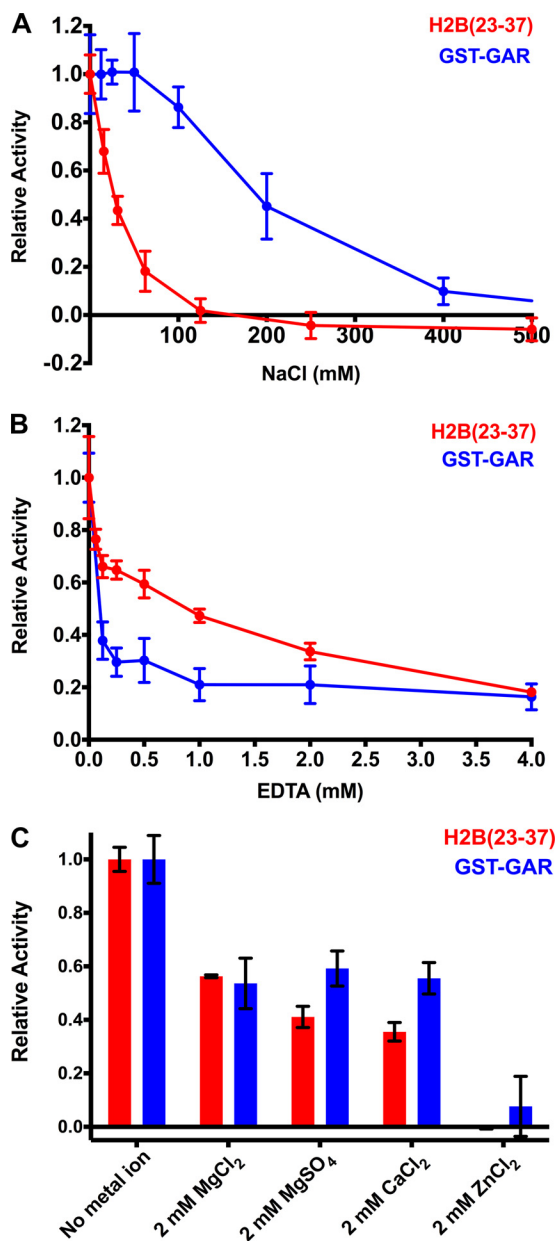 A
H2B(23-37)
GST-GAR
Relative Activity
1.2
1.0
0.8
0.6
0.4
0.2
0.0
-0.2
100
200
300
400
500
NaCl (mM)
B
H2B(23-37)
GST-GAR
Relative Activity
1.2
1.0
0.8
0.6
0.4
0.2
0.0
0.0 0.5 1.0 1.5 2.0 2.5 3.0 3.5 4.0
EDTA (mM)
C
H2B(23-37)
GST-GAR
Relative Activity
1.0
0.8
0.6
0.4
0.2
0.0
No metal ion
2 mM MgCl₂
2 mM MgSO₄
2 mM CaCl₂
2 mM ZnCl₂